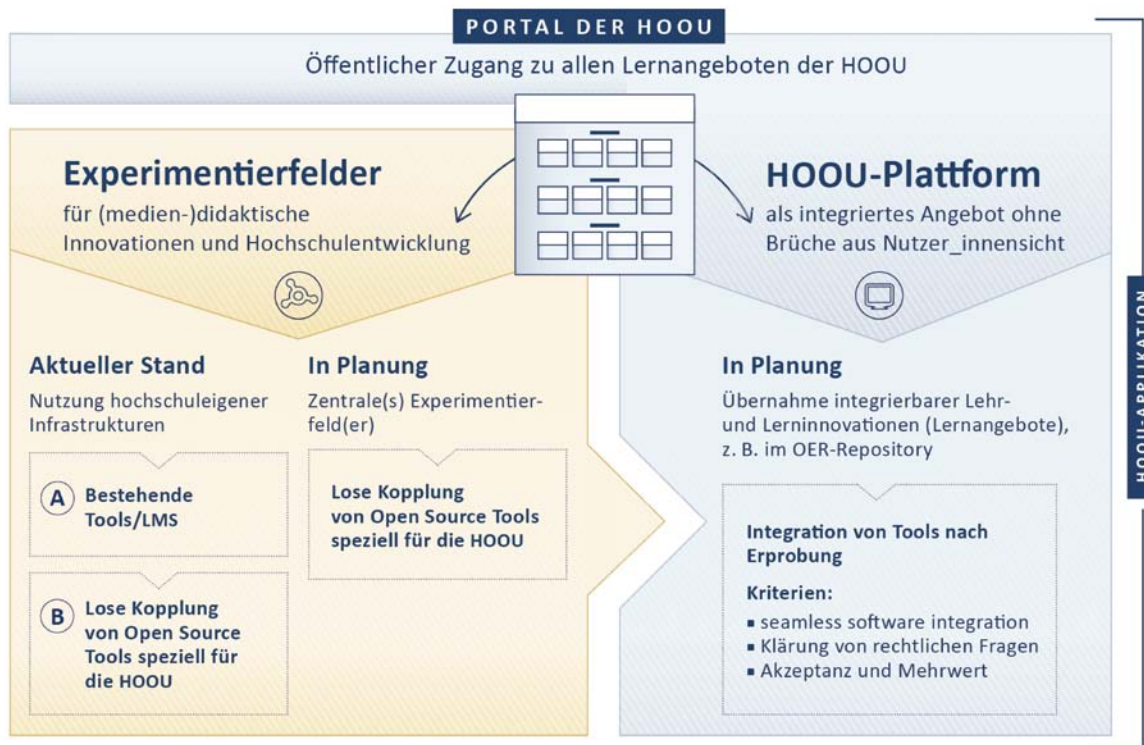 PORTAL DER HOOU
Öffentlicher Zugang zu allen Lernangeboten der HOOU
Experimentierfelder
für (medien-)didaktische
Innovationen und Hochschulentwicklung
HOOU-Plattform
als integriertes Angebot ohne
Brüche aus Nutzer_innensicht
Aktueller Stand
Nutzung hochschuleigener
Infrastrukturen
A
Bestehende
Tools/LMS
B
Lose Kopplung
von Open Source
Tools speziell für
die HOOU
In Planung
Zentrale(s) Experimentier-
feld(er)
Lose Kopplung
von Open Source Tools
speziell für die HOOU
In Planung
Übernahme integrierbarer Lehr-
und Lerninnovationen (Lernangebote),
z. B. im OER-Repository
Integration von Tools nach
Erprobung
Kriterien:
▪ seamless software integration
▪ Klärung von rechtlichen Fragen
▪ Akzeptanz und Mehrwert
HOOU-APPLIKATION